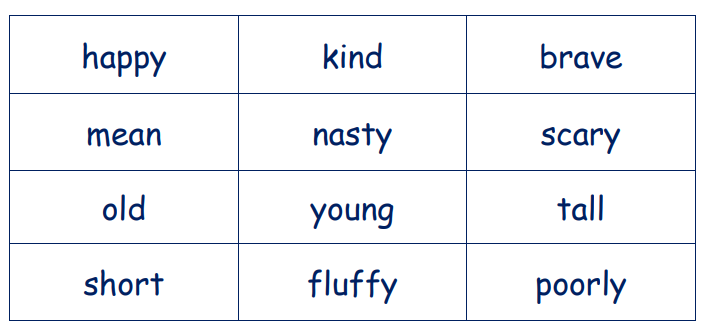 happy kind brave
mean nasty scary
old young tall
short fluffy poorly